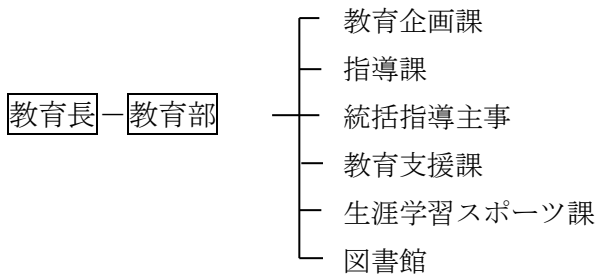 教育企画課
指導課
教育長－教育部
統括指導主事
教育支援課
生涯学習スポーツ課
図書館